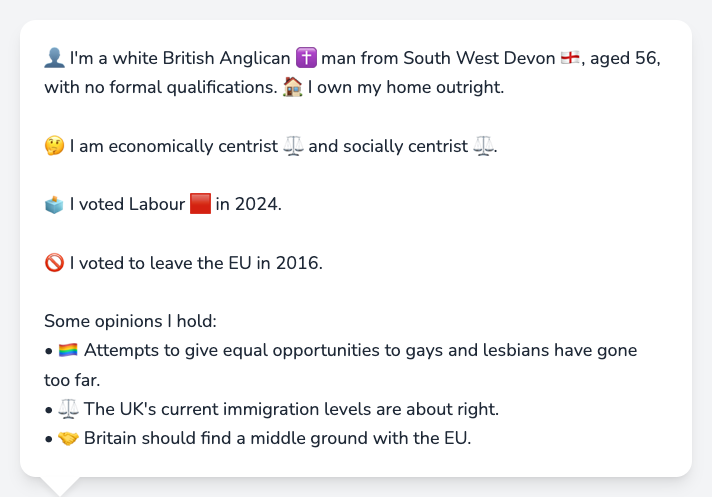 👤 I'm a white British Anglican ✝️ man from South West Devon 🏴󠁧󠁢󠁥󠁮󠁧󠁿, aged 56,
with no formal qualifications. 🏠 I own my home outright.
🤔 I am economically centrist ⚖️ and socially centrist ⚖️.
🗳️ I voted Labour 🟥 in 2024.
🚫 I voted to leave the EU in 2016.
Some opinions I hold:
• 🏳️‍🌈 Attempts to give equal opportunities to gays and lesbians have gone
too far.
• ⚖️ The UK's current immigration levels are about right.
• 🤝 Britain should find a middle ground with the EU.